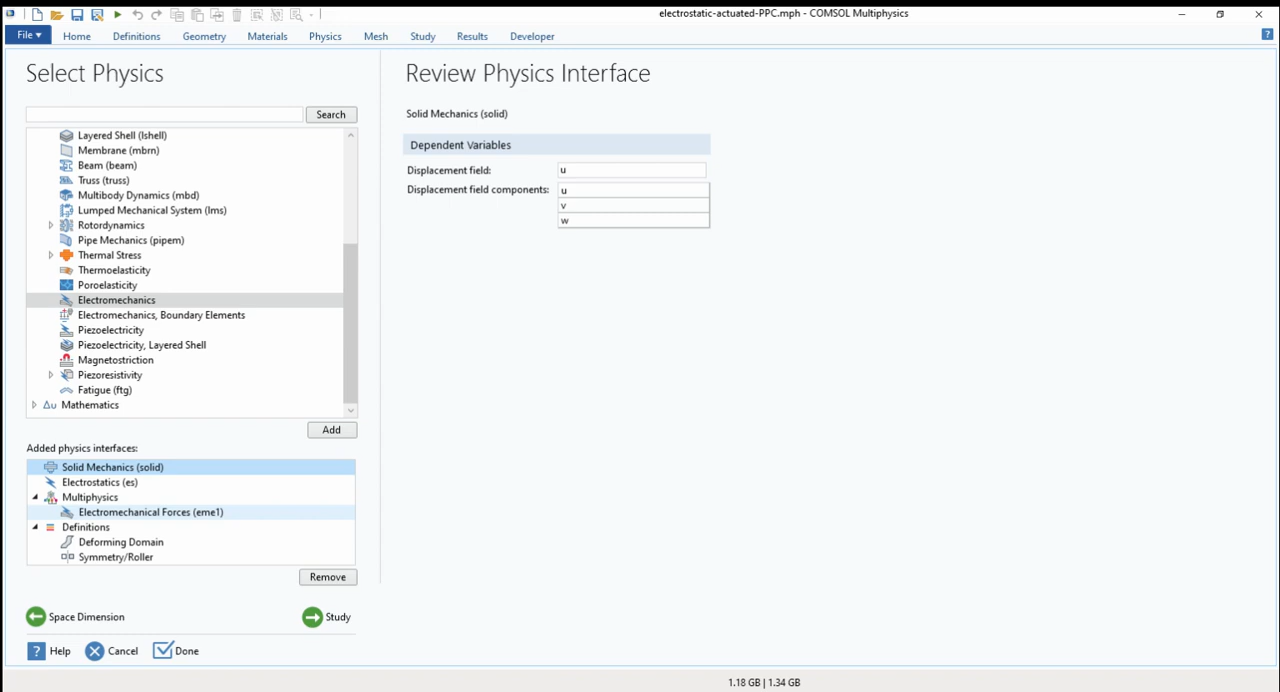 electrostatic-actuated-PPC.mph - COMSOL Multiphysics
File Home Definitions Geometry Materials Physics Mesh Study Results Developer
Select Physics
Search
Layered Shell (lshell)
Membrane (mbrn)
Beam (beam)
Truss (truss)
Multibody Dynamics (mbd)
Lumped Mechanical System (lms)
Rotordynamics
Pipe Mechanics (pipem)
Thermal Stress
Thermoelasticity
Poroelasticity
Electromechanics
Electromechanics, Boundary Elements
Piezoelectricity
Piezoelectricity, Layered Shell
Magnetostriction
Piezoresistivity
Fatigue (ftg)
Δu Mathematics
Add
Added physics interfaces:
Solid Mechanics (solid)
Electrostatics (es)
Multiphysics
Electromechanical Forces (eme1)
Definitions
Deforming Domain
Symmetry/Roller
Remove
Space Dimension
Study
? Help
Cancel
Done
Review Physics Interface
Solid Mechanics (solid)
Dependent Variables
Displacement field: u
Displacement field components: u
v
w
1.18 GB | 1.34 GB